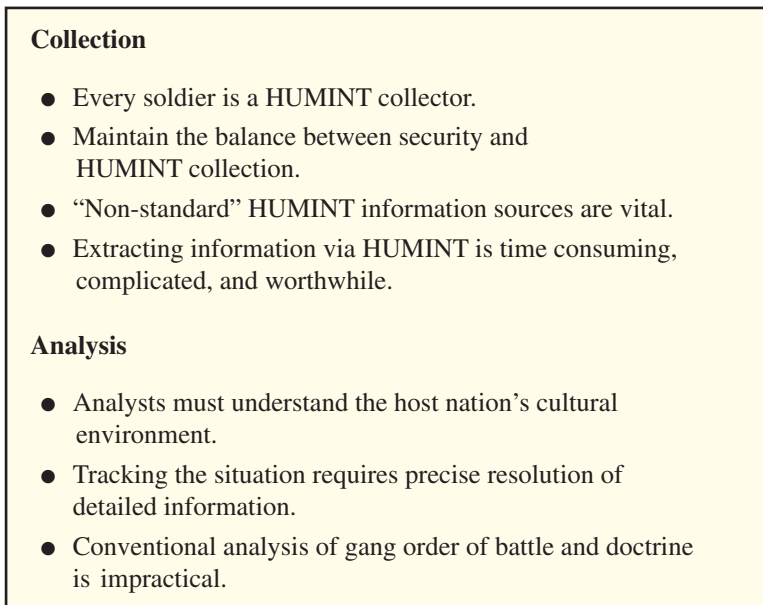 Collection
● Every soldier is a HUMINT collector.
● Maintain the balance between security and
HUMINT collection.
● “Non-standard” HUMINT information sources are vital.
● Extracting information via HUMINT is time consuming,
complicated, and worthwhile.
Analysis
● Analysts must understand the host nation’s cultural
environment.
● Tracking the situation requires precise resolution of
detailed information.
● Conventional analysis of gang order of battle and doctrine
is impractical.